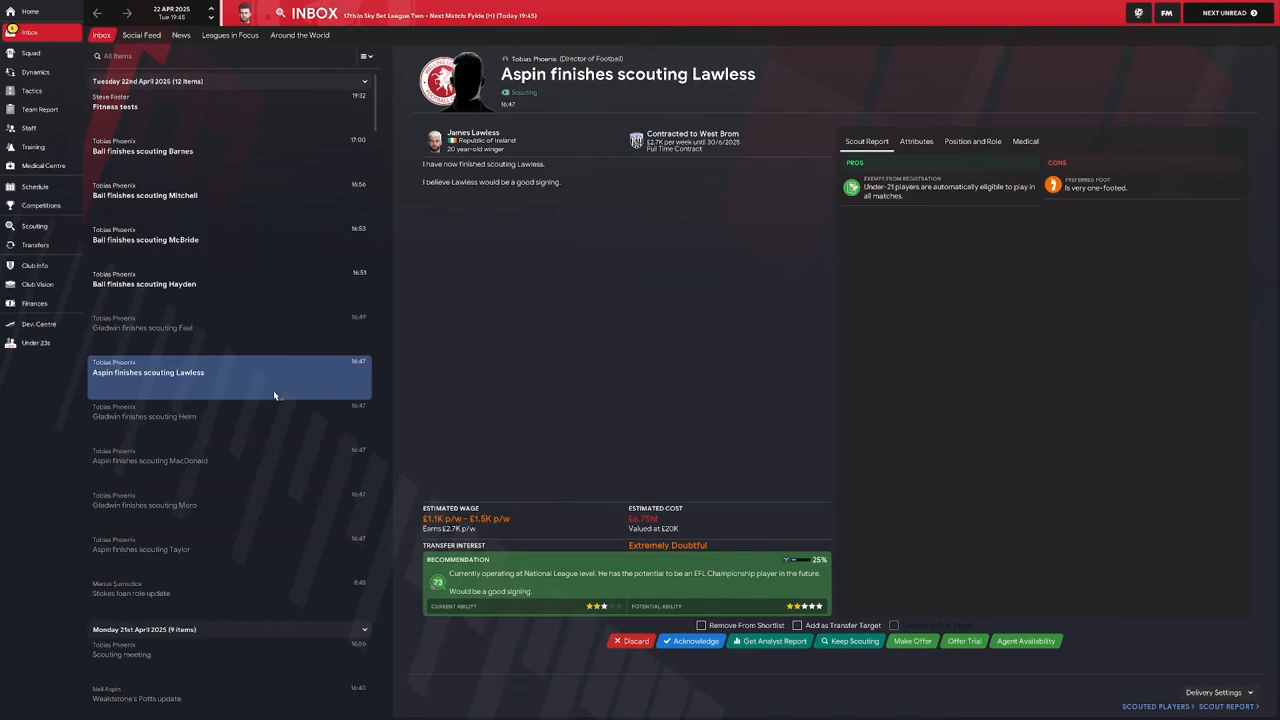 22 APR 2025
Tue 19:45
INBOX
17th in Sky Bet League Two - Next Match: Fylde (H) (Today 19:45)
FM
NEXT UNREAD
Home
Inbox
Squad
Dynamics
Tactics
Team Report
Staff
Training
Medical Centre
Schedule
Competitions
Scouting
Transfers
Club Info
Club Vision
Finances
Dev. Centre
Under 23s
Inbox
Social Feed
News
Leagues in Focus
Around the World
All Items
Tuesday 22nd April 2025 (12 Items)
Steve Foster
19:32
Fitness tests
Tobias Phoenix
17:00
Ball finishes scouting Barnes
Tobias Phoenix
16:56
Ball finishes scouting Mitchell
Tobias Phoenix
16:53
Ball finishes scouting McBride
Tobias Phoenix
16:51
Ball finishes scouting Hayden
Tobias Phoenix
16:49
Gladwin finishes scouting Faal
Tobias Phoenix
16:47
Aspin finishes scouting Lawless
Tobias Phoenix
16:47
Gladwin finishes scouting Helm
Tobias Phoenix
16:47
Aspin finishes scouting MacDonald
Tobias Phoenix
16:47
Gladwin finishes scouting Moro
Tobias Phoenix
16:47
Aspin finishes scouting Taylor
Marius Şumudica
8:45
Stokes loan role update
Monday 21st April 2025 (9 items)
Tobias Phoenix
16:56
Scouting meeting
Neil Aspin
16:40
Wealdstone's Potts update
Tobias Phoenix (Director of Football)
Aspin finishes scouting Lawless
Scouting
16:47
James Lawless
Republic of Ireland
20 year-old winger
Contracted to West Brom
£2.7K per week until 30/6/2025
Full Time Contract
I have now finished scouting Lawless.
I believe Lawless would be a good signing.
ESTIMATED WAGE
£1.1K p/w - £1.5K p/w
Earns £2.7K p/w
ESTIMATED COST
£6.75M
Valued at £20K
TRANSFER INTEREST
Extremely Doubtful
RECOMMENDATION
25%
73
Currently operating at National League level. He has the potential to be an EFL Championship player in the future.
Would be a good signing.
CURRENT ABILITY
POTENTIAL ABILITY
Scout Report
Attributes
Position and Role
Medical
PROS
EXEMPT FROM REGISTRATION
Under-21 players are automatically eligible to play in
all matches.
CONS
PREFERRED FOOT
Is very one-footed.
Remove From Shortlist
Add as Transfer Target
Discard
Acknowledge
Get Analyst Report
Keep Scouting
Make Offer
Offer Trial
Agent Availability
Delivery Settings
SCOUTED PLAYERS >
SCOUT REPORT >